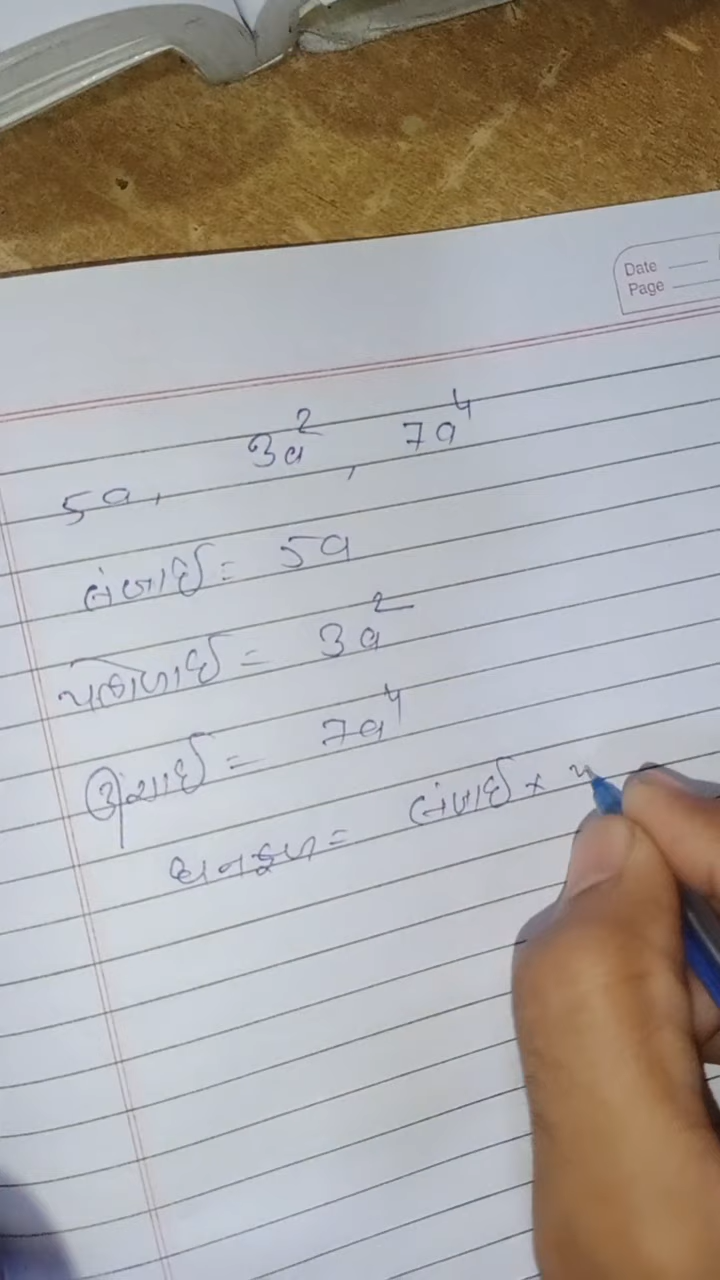 Date
Page
5a, 3a², 7a⁴
લંબાઈ = 5a
પહોળાઈ = 3a²
ઊંચાઈ = 7a⁴
ઘનફળ = લંબાઈ × પ